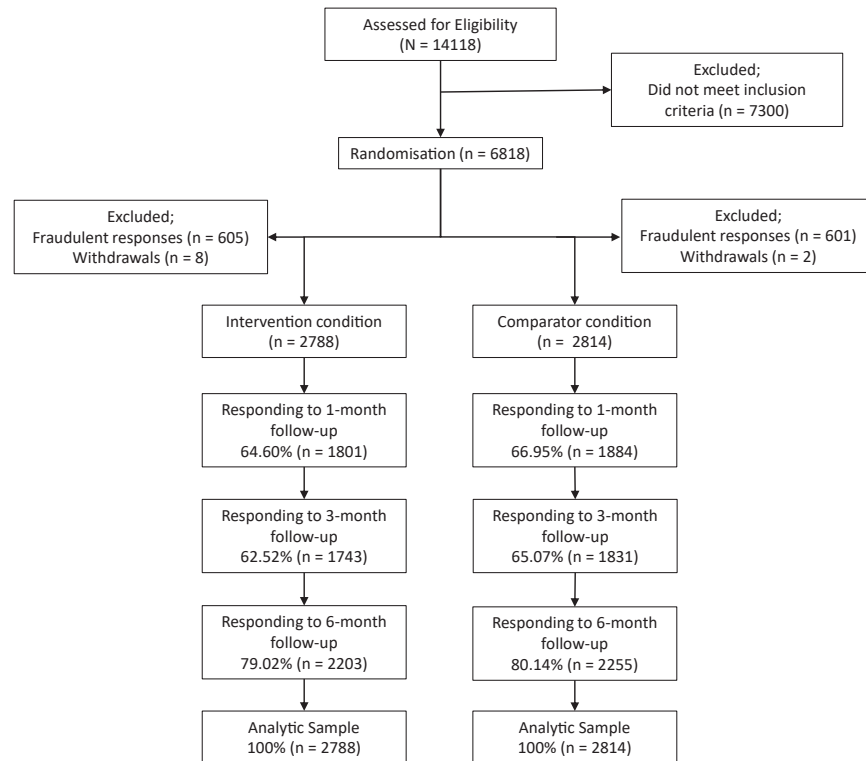 Assessed for Eligibility
(N = 14118)
Excluded;
Did not meet inclusion
criteria (n = 7300)
Randomisation (n = 6818)
Excluded;
Fraudulent responses (n = 605)
Withdrawals (n = 8)
Excluded;
Fraudulent responses (n = 601)
Withdrawals (n = 2)
Intervention condition
(n = 2788)
Comparator condition
(n =  2814)
Responding to 1-month
follow-up
64.60% (n = 1801)
Responding to 1-month
follow-up
66.95% (n = 1884)
Responding to 3-month
follow-up
62.52% (n = 1743)
Responding to 3-month
follow-up
65.07% (n = 1831)
Responding to 6-month
follow-up
79.02% (n = 2203)
Responding to 6-month
follow-up
80.14% (n = 2255)
Analytic Sample
100% (n = 2788)
Analytic Sample
100% (n = 2814)